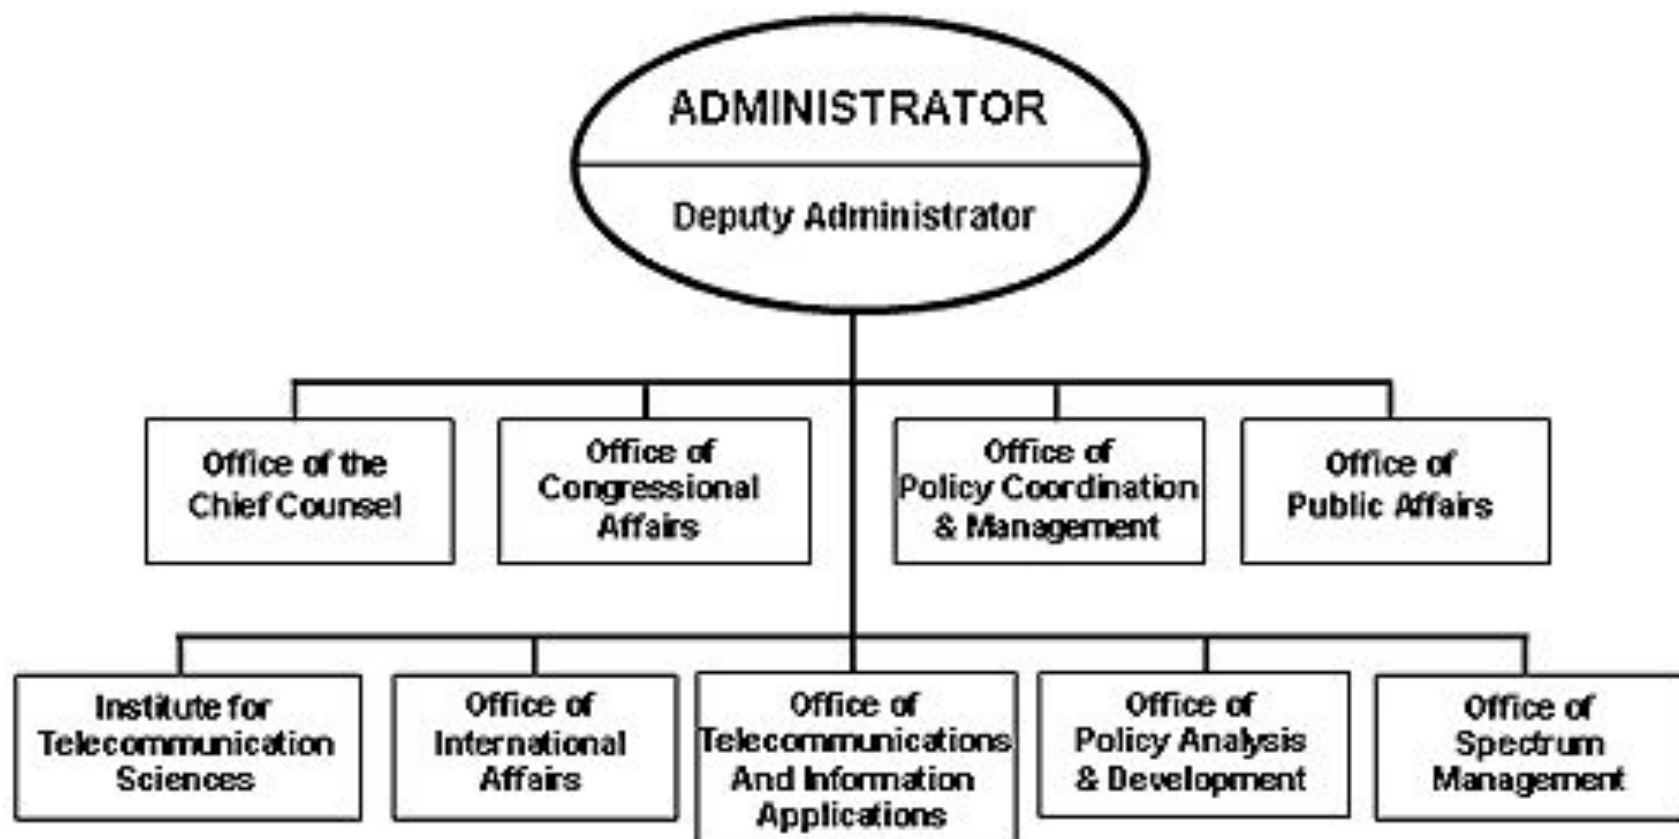 ADMINISTRATOR
Deputy Administrator
Office of the
Chief Counsel
Office of
Congressional
Affairs
Office of
Policy Coordination
& Management
Office of
Public Affairs
Institute for
Telecommunication
Sciences
Office of
International
Affairs
Office of
Telecommunications
And Information
Applications
Office of
Policy Analysis
& Development
Office of
Spectrum
Management